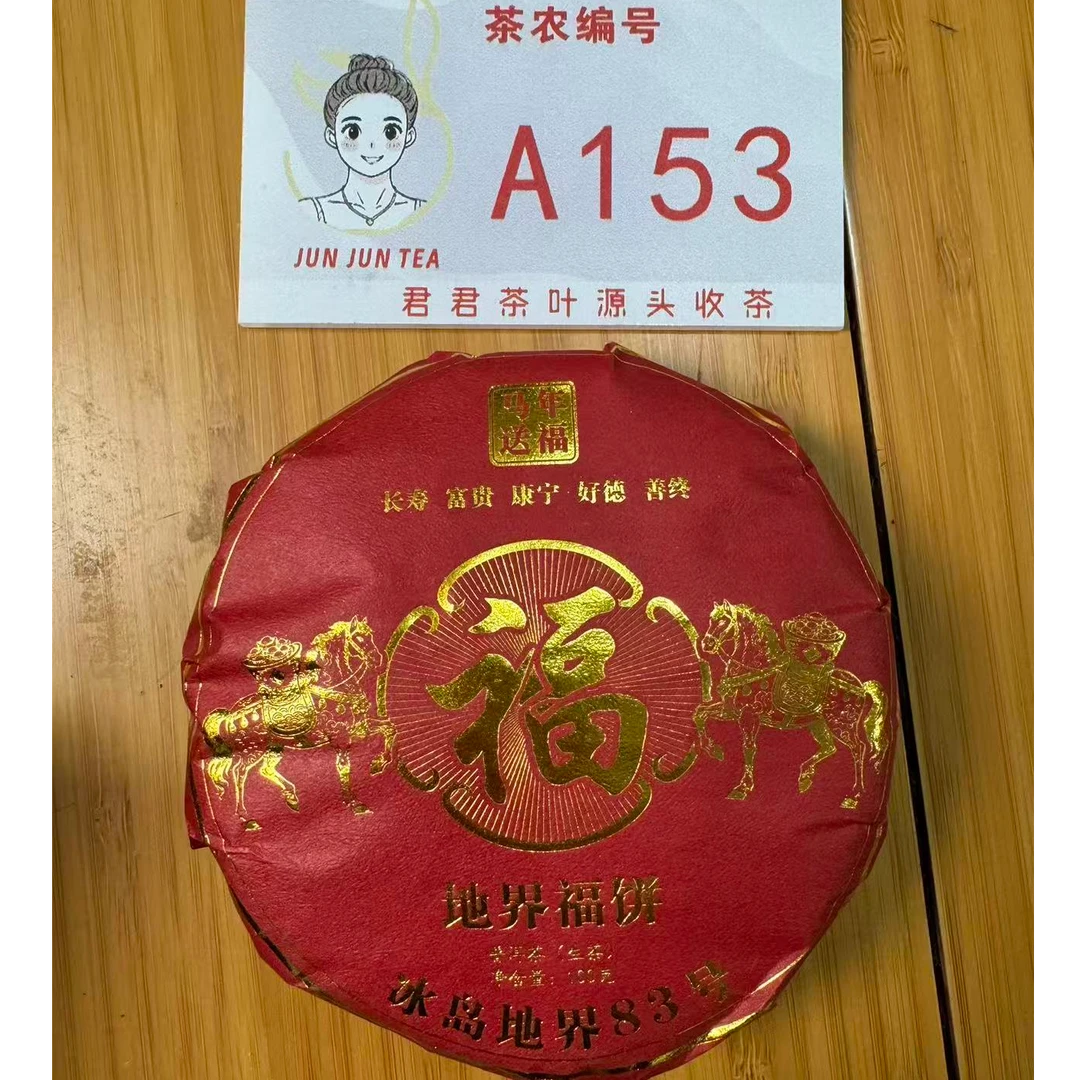 茶农编号
A153
JUN JUN TEA
君君茶叶源头收茶
马年
送福
长寿 富贵 康宁 好德 善终
福
地界福饼
普洱茶（生茶）
净含量：100克
冰岛地界83号